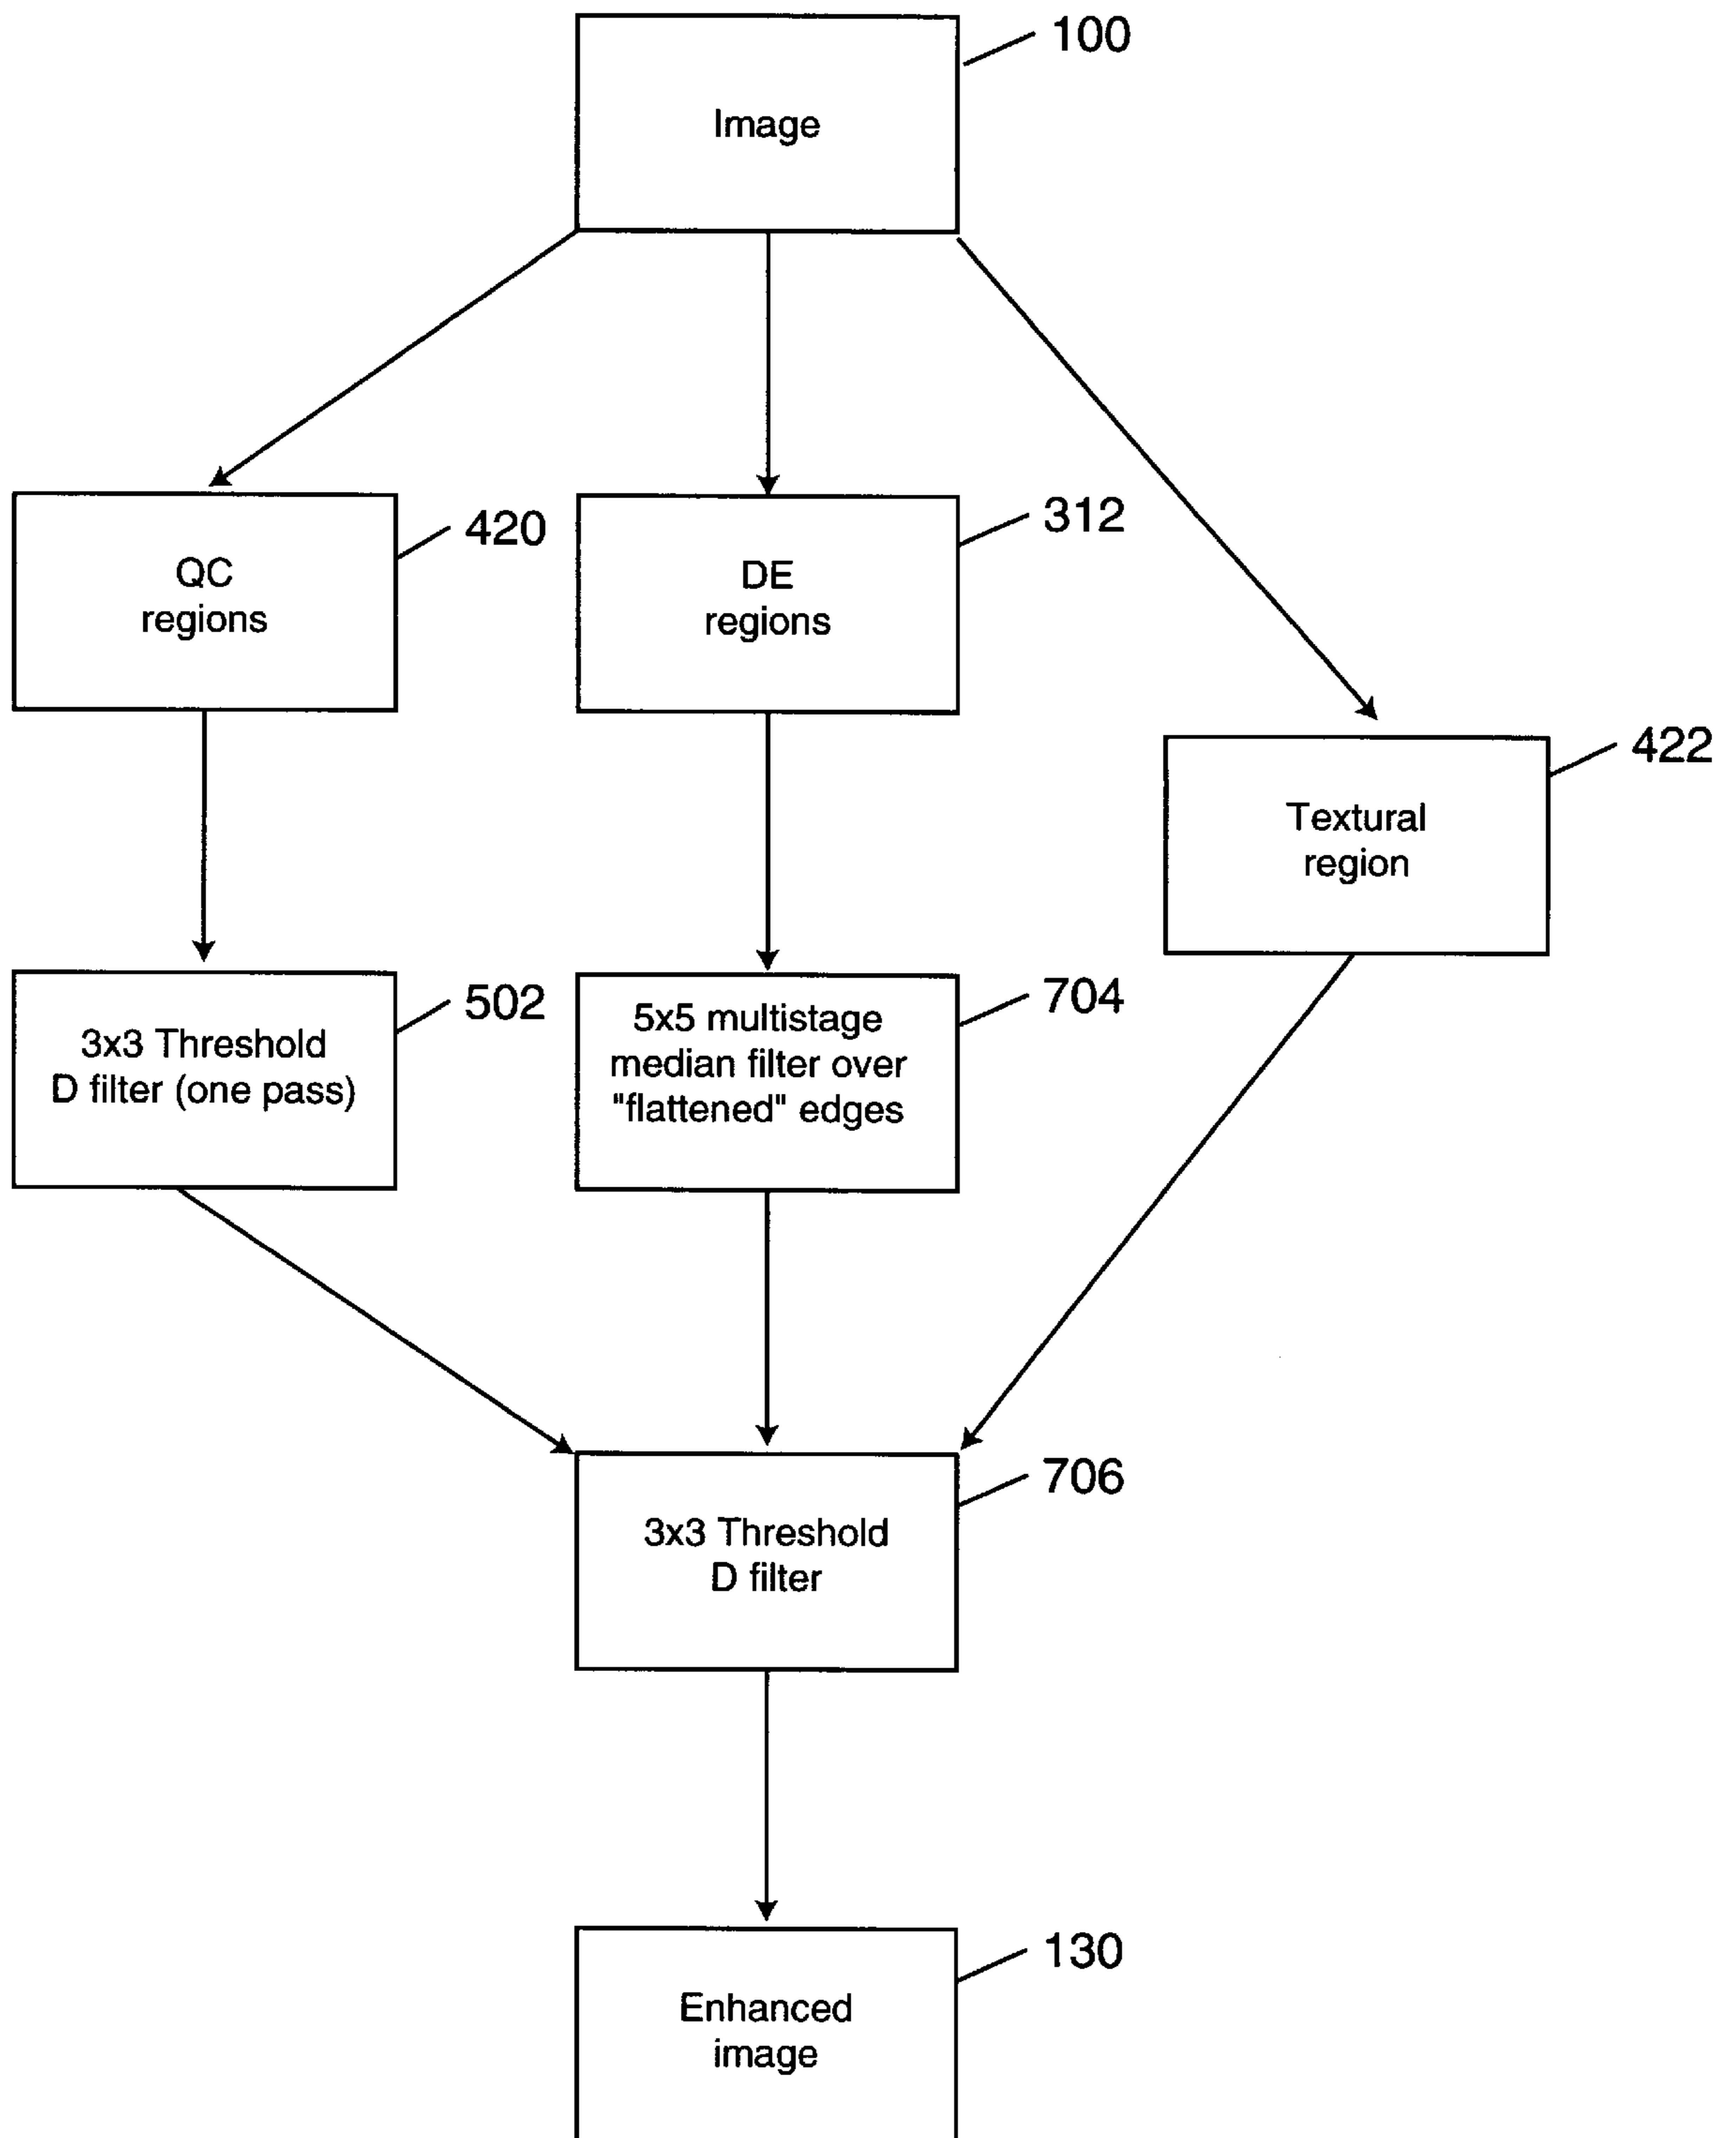 100
Image
420
312
QC
regions
DE
regions
422
Textural
region
502
704
3x3 Threshold
D filter (one pass)
5x5 multistage
median filter over
"flattened" edges
706
3x3 Threshold
D filter
130
Enhanced
image